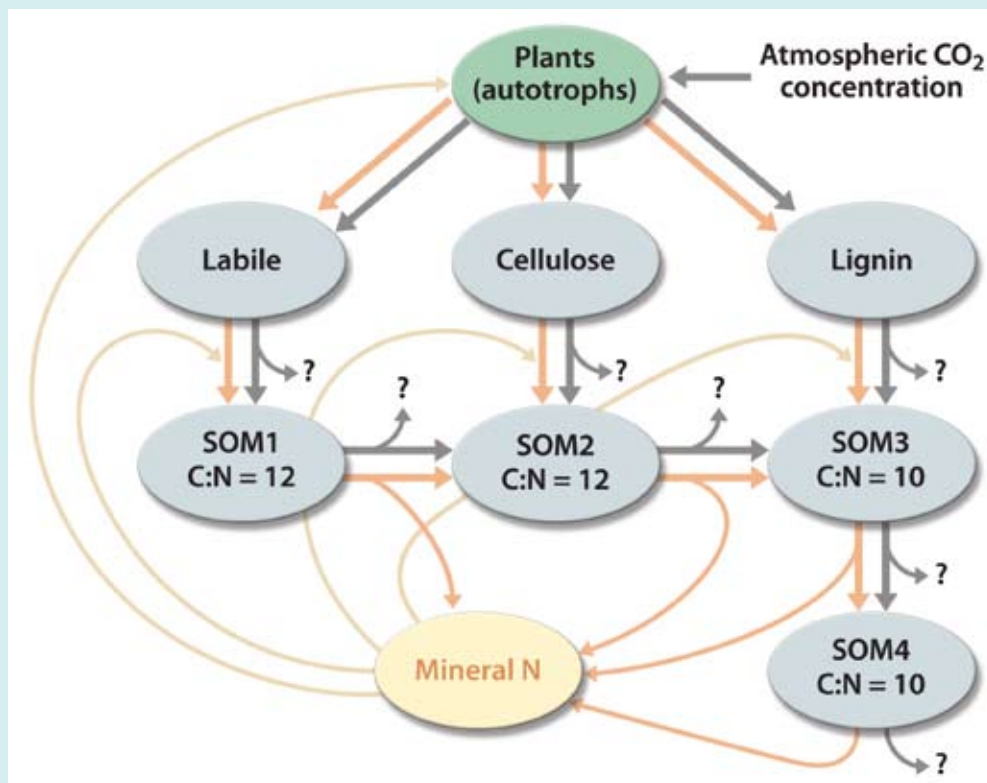 Plants
(autotrophs)
Atmospheric CO₂
concentration
Labile
Cellulose
Lignin
?
?
?
?
?
SOM1
C:N = 12
SOM2
C:N = 12
SOM3
C:N = 10
?
Mineral N
SOM4
C:N = 10
?